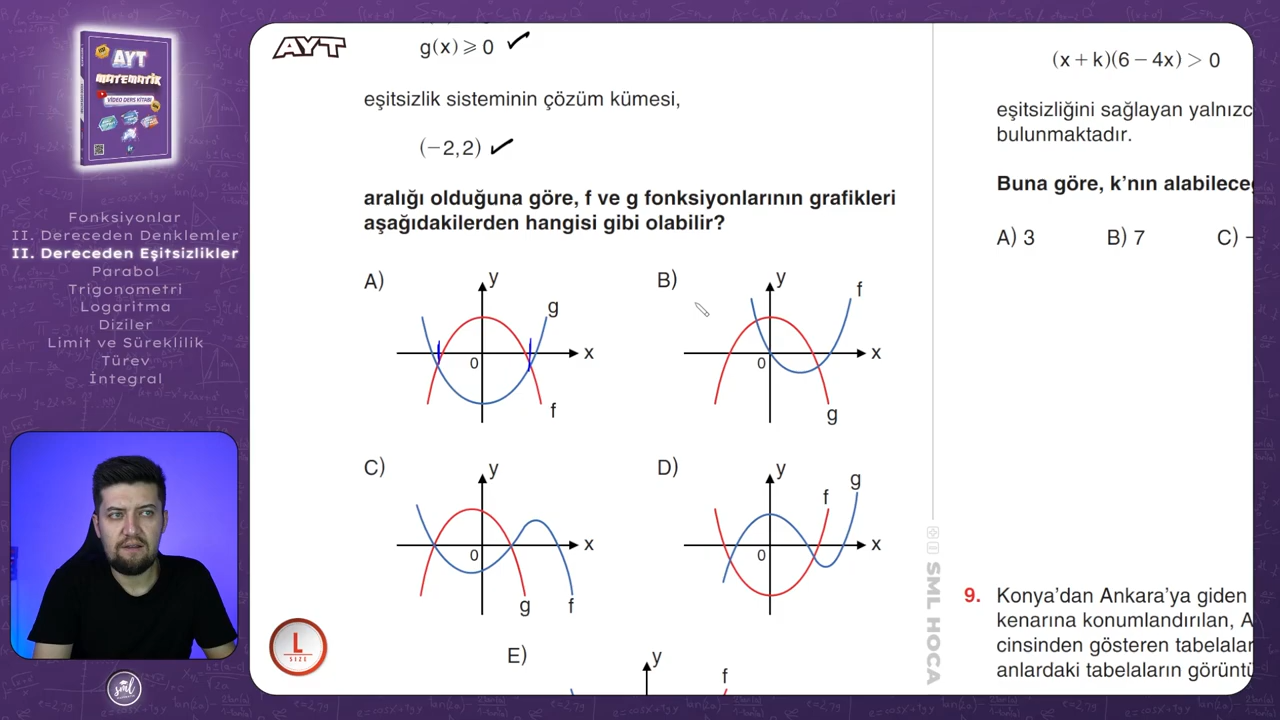 AYT
MATEMATİK
VİDEO DERS KİTABI
Fonksiyonlar
II. Dereceden Denklemler
II. Dereceden Eşitsizlikler
Parabol
Trigonometri
Logaritma
Diziler
Limit ve Süreklilik
Türev
İntegral
sml
AYT
g(x) ⩾ 0
eşitsizlik sisteminin çözüm kümesi,
(−2,2)
aralığı olduğuna göre, f ve g fonksiyonlarının grafikleri
aşağıdakilerden hangisi gibi olabilir?
A) y g x 0 f
B) y f x 0 g
C) y x 0 g f
D) y g f x 0
E) y f
L
SIZE
SML HOCA
(x + k)(6 − 4x) > 0
eşitsizliğini sağlayan yalnızc
bulunmaktadır.
Buna göre, k’nın alabilece
A) 3 B) 7 C) −
9. Konya’dan Ankara’ya giden
kenarına konumlandırılan, A
cinsinden gösteren tabelalar
anlardaki tabelaların görüntü